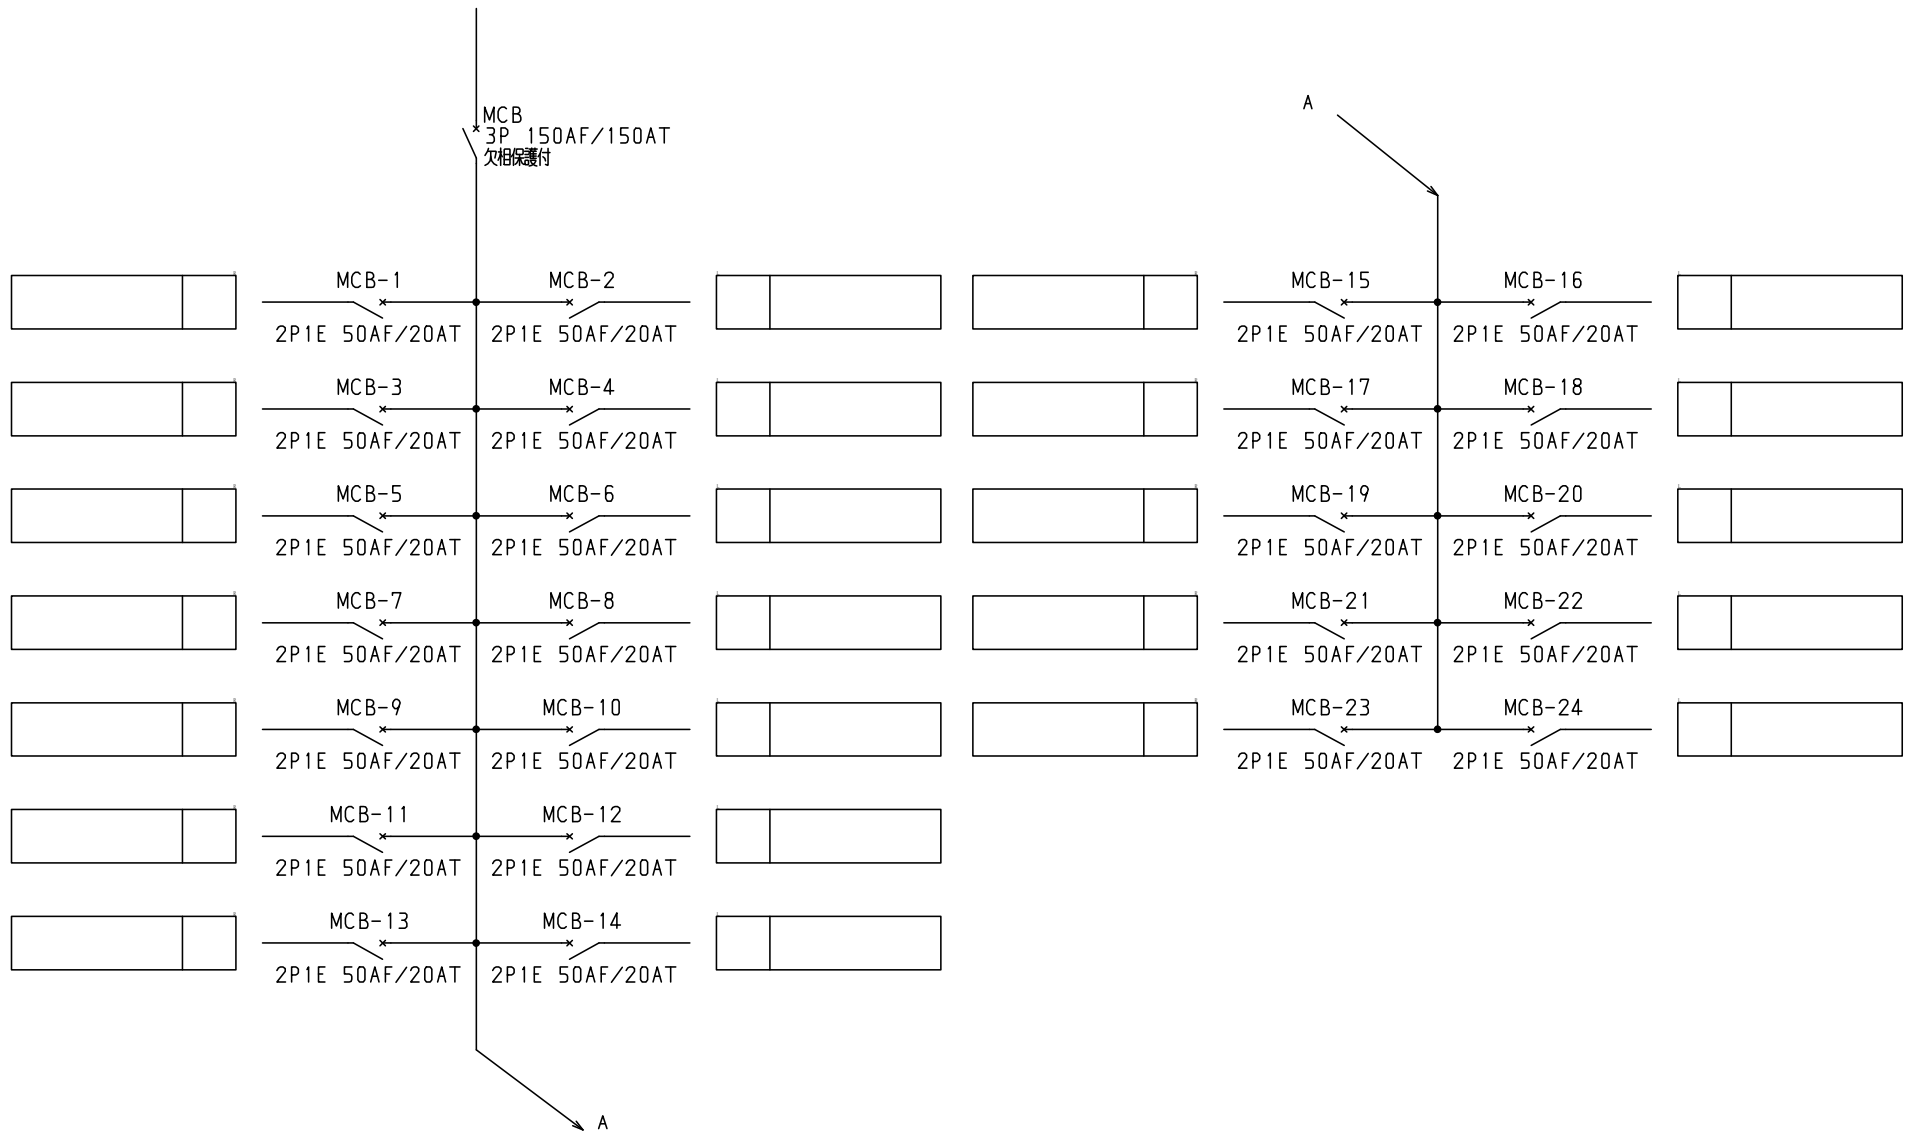 MCB
3P 150AF/150AT
欠相保護付
MCB-1 MCB-2
2P1E 50AF/20AT 2P1E 50AF/20AT
MCB-3 MCB-4
2P1E 50AF/20AT 2P1E 50AF/20AT
MCB-5 MCB-6
2P1E 50AF/20AT 2P1E 50AF/20AT
MCB-7 MCB-8
2P1E 50AF/20AT 2P1E 50AF/20AT
MCB-9 MCB-10
2P1E 50AF/20AT 2P1E 50AF/20AT
MCB-11 MCB-12
2P1E 50AF/20AT 2P1E 50AF/20AT
MCB-13 MCB-14
2P1E 50AF/20AT 2P1E 50AF/20AT
A
A
MCB-15 MCB-16
2P1E 50AF/20AT 2P1E 50AF/20AT
MCB-17 MCB-18
2P1E 50AF/20AT 2P1E 50AF/20AT
MCB-19 MCB-20
2P1E 50AF/20AT 2P1E 50AF/20AT
MCB-21 MCB-22
2P1E 50AF/20AT 2P1E 50AF/20AT
MCB-23 MCB-24
2P1E 50AF/20AT 2P1E 50AF/20AT